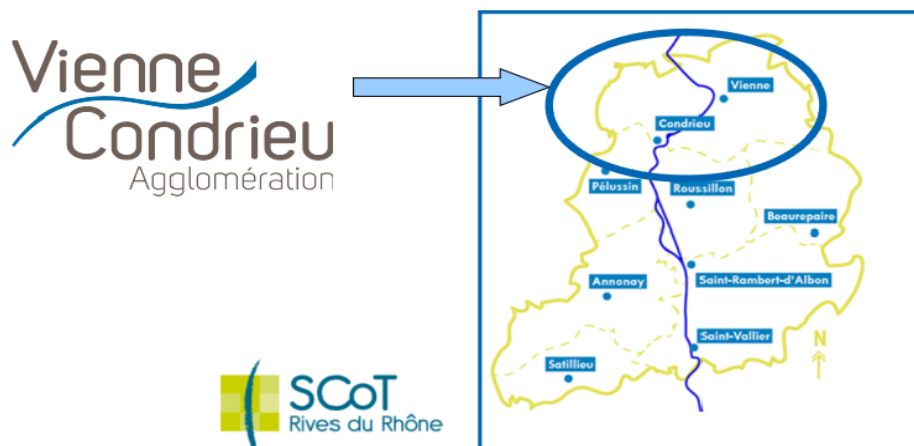 Vienne
Condrieu
Agglomération
Vienne
Condrieu
Pélussin
Roussillon
Beaurepaire
Annonay
Saint-Rambert-d'Albon
Saint-Vallier
N
Satillieu
SCoT
Rives du Rhône